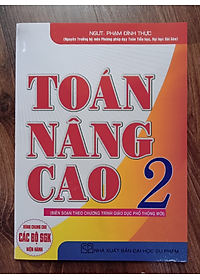 NGƯT. PHẠM ĐÌNH THỰC
(Nguyên Trưởng bộ môn Phương pháp dạy Toán Tiểu học, Đại học Sài Gòn)
TOÁN
NÂNG
CAO 2
(BIÊN SOẠN THEO CHƯƠNG TRÌNH GIÁO DỤC PHỔ THÔNG MỚI)
DÙNG CHUNG CHO
CÁC BỘ SGK
HIỆN HÀNH
NHÀ XUẤT BẢN ĐẠI HỌC SƯ PHẠM